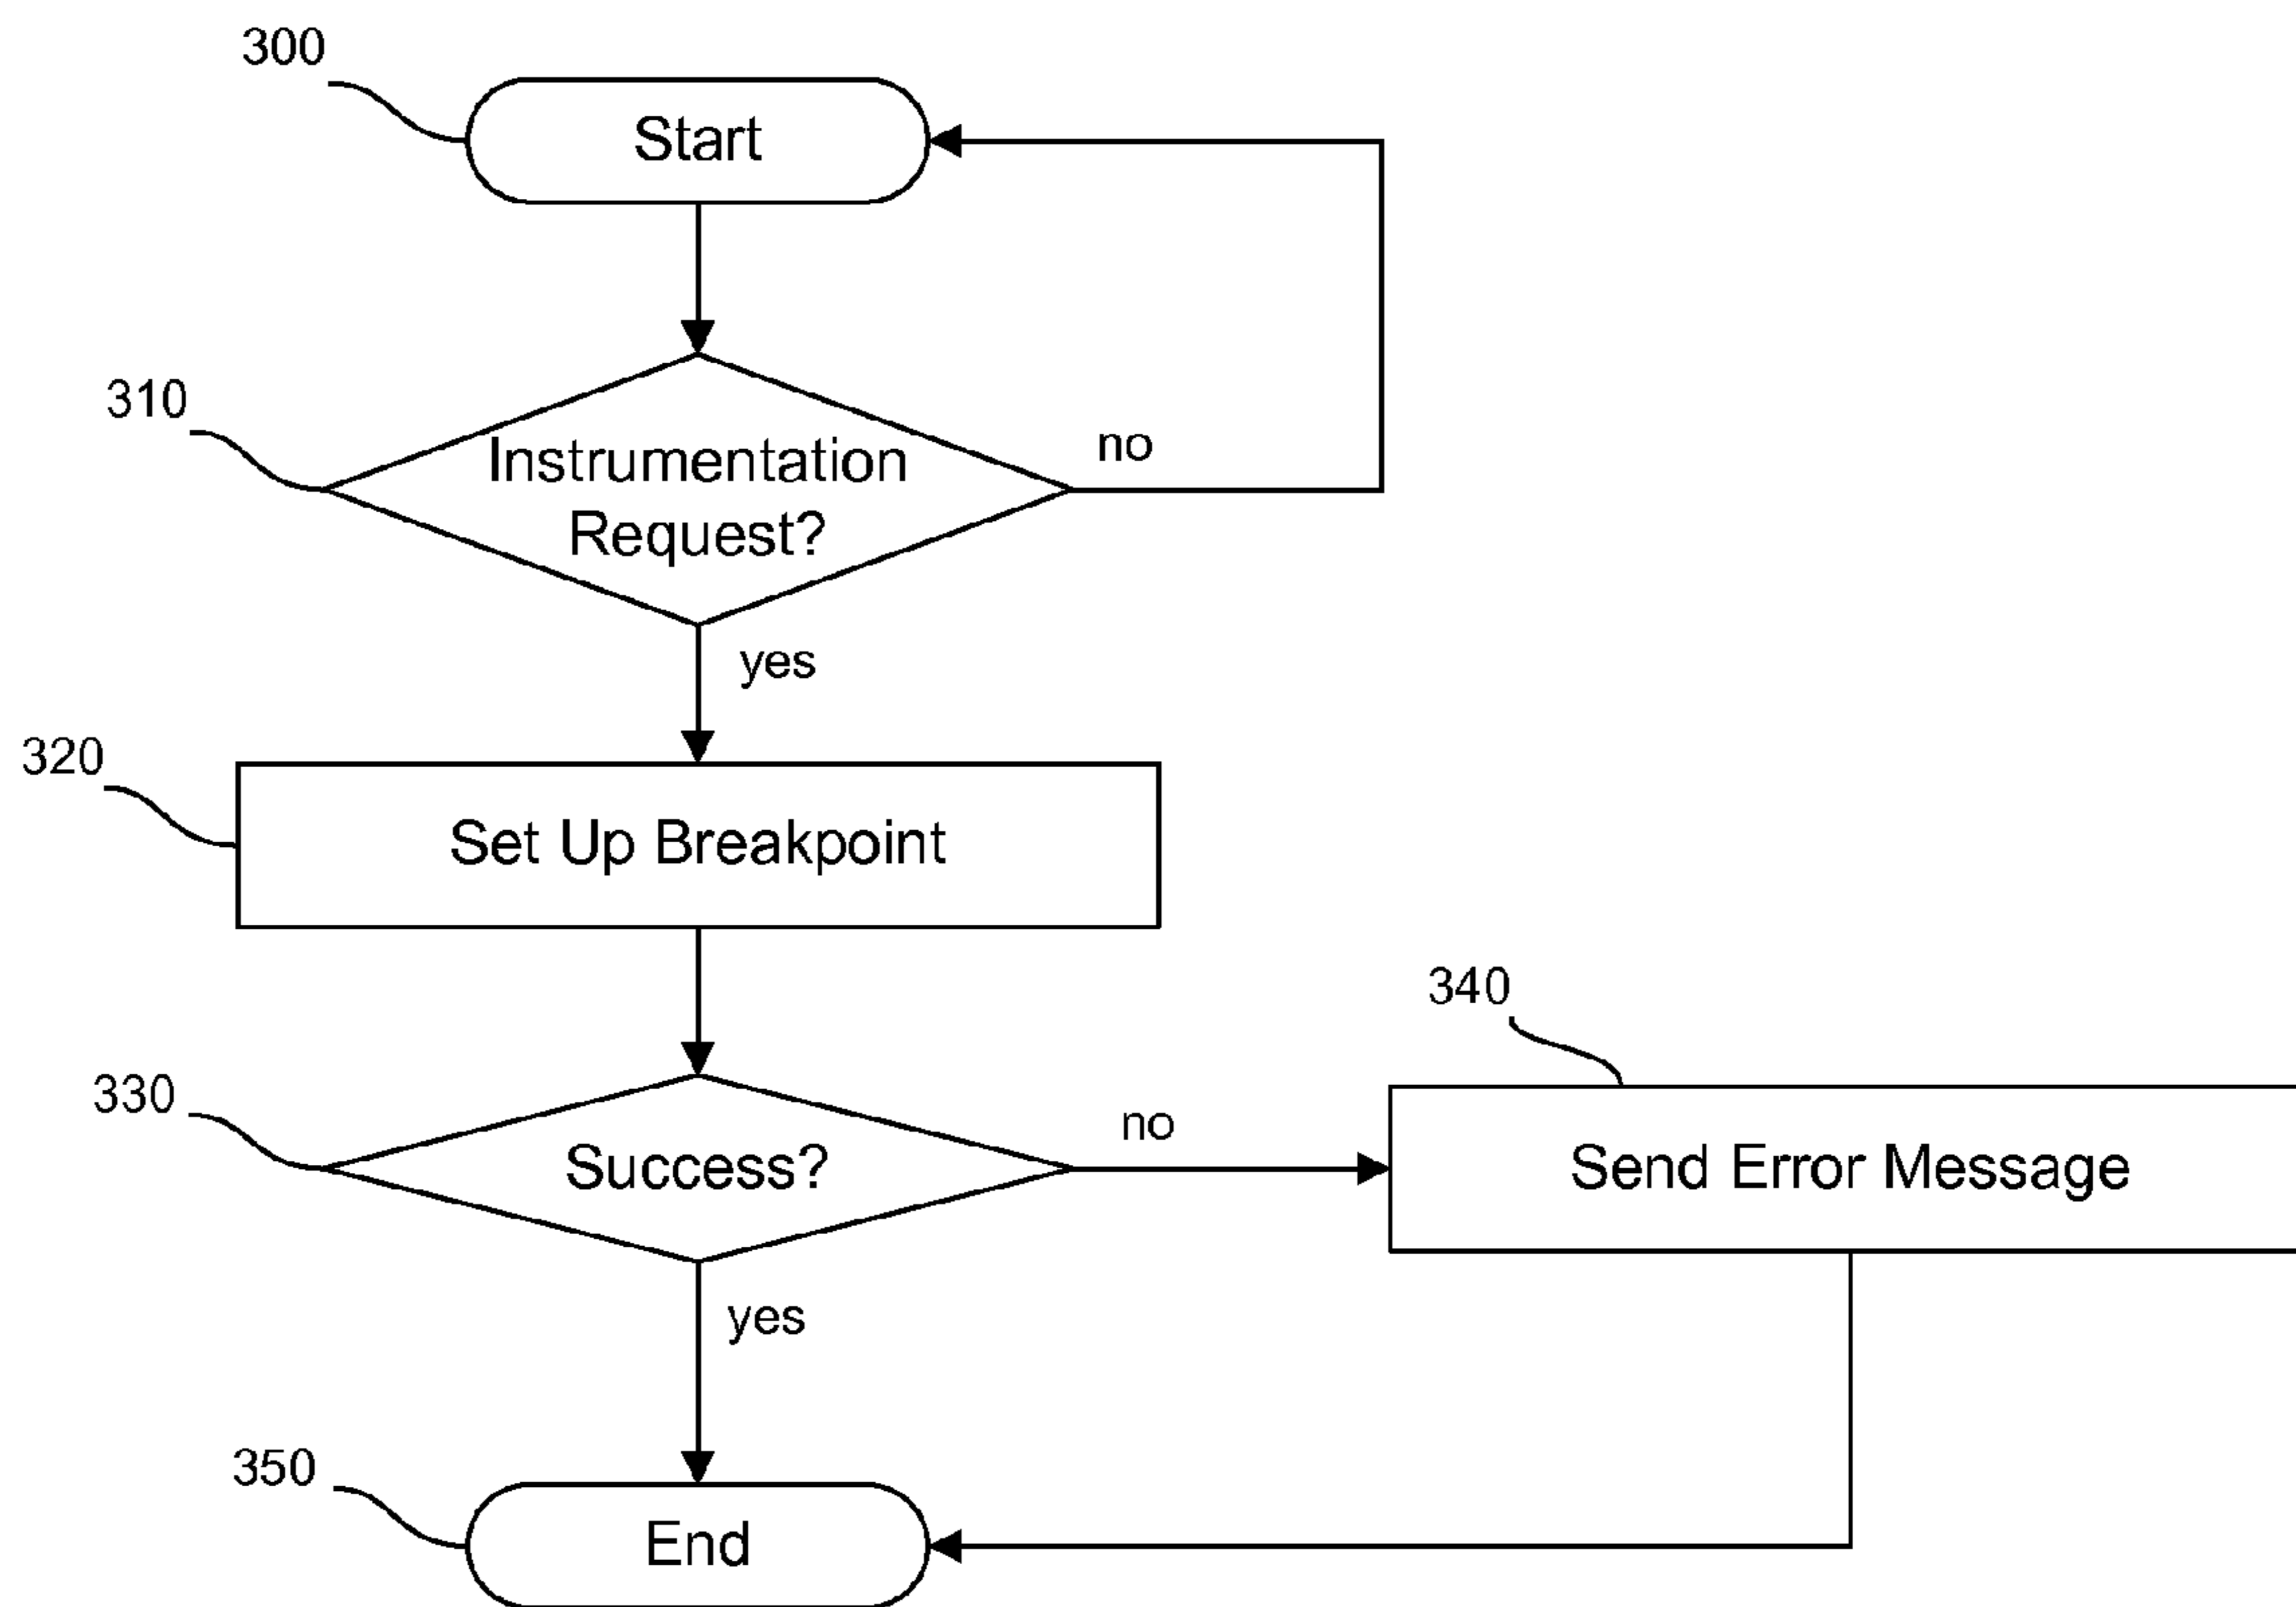 300
Start
310
Instrumentation
Request?
no
yes
320
Set Up Breakpoint
340
330
Success?
no
Send Error Message
yes
350
End